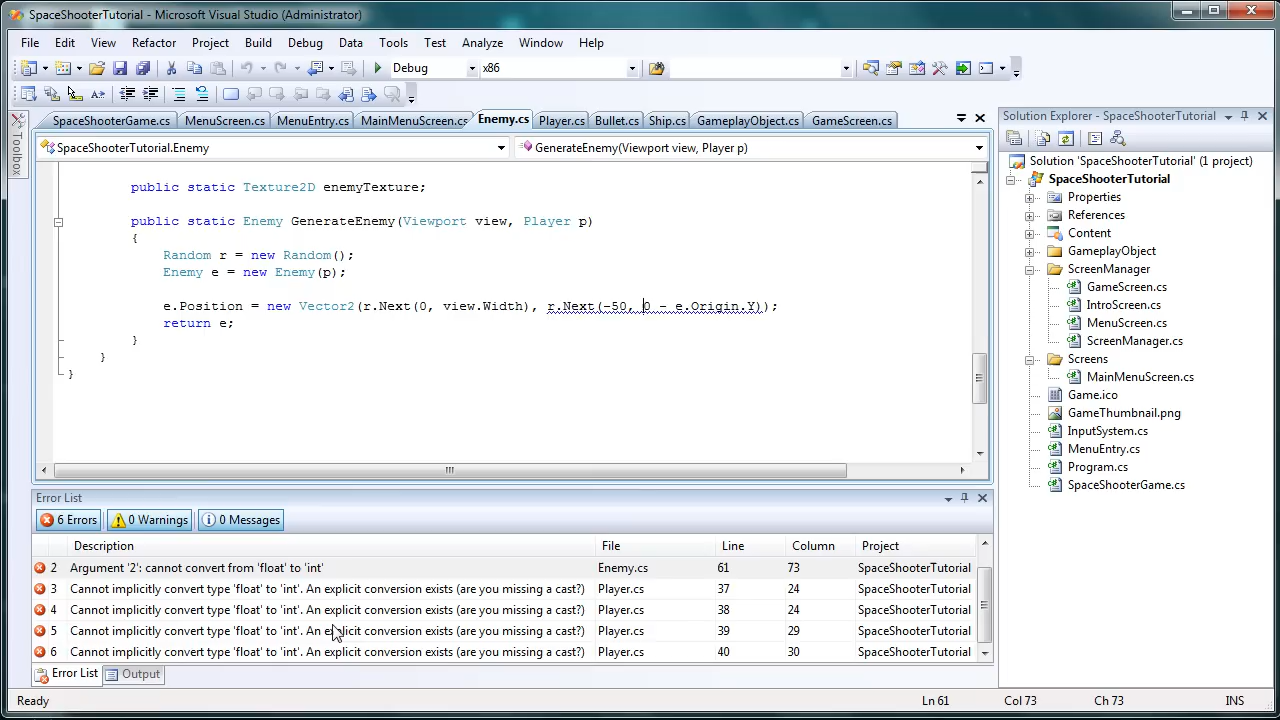 SpaceShooterTutorial - Microsoft Visual Studio (Administrator)
File Edit View Refactor Project Build Debug Data Tools Test Analyze Window Help
Debug x86
SpaceShooterGame.cs MenuScreen.cs MenuEntry.cs MainMenuScreen.cs Enemy.cs Player.cs Bullet.cs Ship.cs GameplayObject.cs GameScreen.cs
Toolbox
SpaceShooterTutorial.Enemy GenerateEnemy(Viewport view, Player p)
public static Texture2D enemyTexture;
public static Enemy GenerateEnemy(Viewport view, Player p)
{
Random r = new Random();
Enemy e = new Enemy(p);
e.Position = new Vector2(r.Next(0, view.Width), r.Next(-50, 0 - e.Origin.Y));
return e;
}
}
}
Error List
6 Errors 0 Warnings 0 Messages
Description File Line Column Project
2 Argument '2': cannot convert from 'float' to 'int' Enemy.cs 61 73 SpaceShooterTutorial
3 Cannot implicitly convert type 'float' to 'int'. An explicit conversion exists (are you missing a cast?) Player.cs 37 24 SpaceShooterTutorial
4 Cannot implicitly convert type 'float' to 'int'. An explicit conversion exists (are you missing a cast?) Player.cs 38 24 SpaceShooterTutorial
5 Cannot implicitly convert type 'float' to 'int'. An explicit conversion exists (are you missing a cast?) Player.cs 39 29 SpaceShooterTutorial
6 Cannot implicitly convert type 'float' to 'int'. An explicit conversion exists (are you missing a cast?) Player.cs 40 30 SpaceShooterTutorial
Error List Output
Solution Explorer - SpaceShooterTutorial
Solution 'SpaceShooterTutorial' (1 project)
SpaceShooterTutorial
Properties
References
Content
GameplayObject
ScreenManager
GameScreen.cs
IntroScreen.cs
MenuScreen.cs
ScreenManager.cs
Screens
MainMenuScreen.cs
Game.ico
GameThumbnail.png
InputSystem.cs
MenuEntry.cs
Program.cs
SpaceShooterGame.cs
Ready Ln 61 Col 73 Ch 73 INS